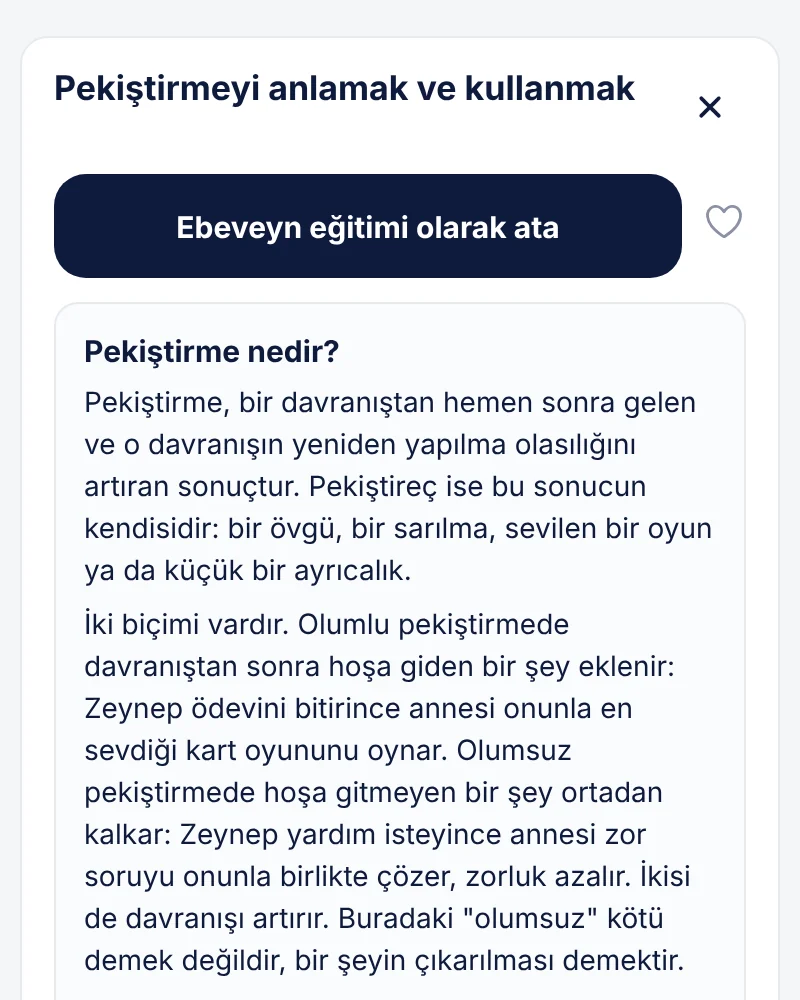 Pekiştirmeyi anlamak ve kullanmak
Ebeveyn eğitimi olarak ata
Pekiştirme nedir?
Pekiştirme, bir davranıştan hemen sonra gelen
ve o davranışın yeniden yapılma olasılığını
artıran sonuçtur. Pekiştireç ise bu sonucun
kendisidir: bir övgü, bir sarılma, sevilen bir oyun
ya da küçük bir ayrıcalık.
İki biçimi vardır. Olumlu pekiştirmede
davranıştan sonra hoşa giden bir şey eklenir:
Zeynep ödevini bitirince annesi onunla en
sevdiği kart oyununu oynar. Olumsuz
pekiştirmede hoşa gitmeyen bir şey ortadan
kalkar: Zeynep yardım isteyince annesi zor
soruyu onunla birlikte çözer, zorluk azalır. İkisi
de davranışı artırır. Buradaki "olumsuz" kötü
demek değildir, bir şeyin çıkarılması demektir.